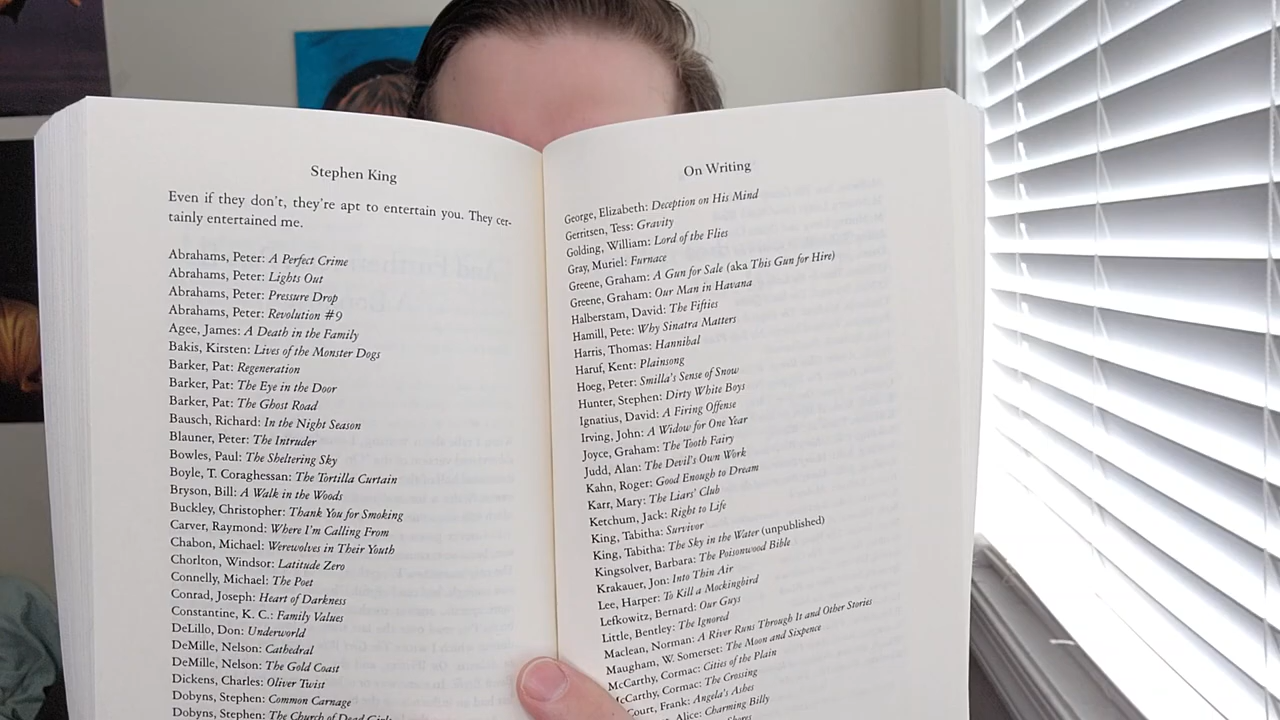 Stephen King
Even if they don't, they're apt to entertain you. They cer-
tainly entertained me.
Abrahams, Peter: A Perfect Crime
Abrahams, Peter: Lights Out
Abrahams, Peter: Pressure Drop
Abrahams, Peter: Revolution #9
Agee, James: A Death in the Family
Bakis, Kirsten: Lives of the Monster Dogs
Barker, Pat: Regeneration
Barker, Pat: The Eye in the Door
Barker, Pat: The Ghost Road
Bausch, Richard: In the Night Season
Blauner, Peter: The Intruder
Bowles, Paul: The Sheltering Sky
Boyle, T. Coraghessan: The Tortilla Curtain
Bryson, Bill: A Walk in the Woods
Buckley, Christopher: Thank You for Smoking
Carver, Raymond: Where I'm Calling From
Chabon, Michael: Werewolves in Their Youth
Chorlton, Windsor: Latitude Zero
Connelly, Michael: The Poet
Conrad, Joseph: Heart of Darkness
Constantine, K. C.: Family Values
DeLillo, Don: Underworld
DeMille, Nelson: Cathedral
DeMille, Nelson: The Gold Coast
Dickens, Charles: Oliver Twist
Dobyns, Stephen: Common Carnage
Dobyns, Stephen: The Church of Dead Girls
On Writing
George, Elizabeth: Deception on His Mind
Gerritsen, Tess: Gravity
Golding, William: Lord of the Flies
Gray, Muriel: Furnace
Greene, Graham: A Gun for Sale (aka This Gun for Hire)
Greene, Graham: Our Man in Havana
Halberstam, David: The Fifties
Hamill, Pete: Why Sinatra Matters
Harris, Thomas: Hannibal
Haruf, Kent: Plainsong
Hoeg, Peter: Smilla's Sense of Snow
Hunter, Stephen: Dirty White Boys
Ignatius, David: A Firing Offense
Irving, John: A Widow for One Year
Joyce, Graham: The Tooth Fairy
Judd, Alan: The Devil's Own Work
Kahn, Roger: Good Enough to Dream
Karr, Mary: The Liars' Club
Ketchum, Jack: Right to Life
King, Tabitha: Survivor
King, Tabitha: The Sky in the Water (unpublished)
Kingsolver, Barbara: The Poisonwood Bible
Krakauer, Jon: Into Thin Air
Lee, Harper: To Kill a Mockingbird
Lefkowitz, Bernard: Our Guys
Little, Bentley: The Ignored
Maclean, Norman: A River Runs Through It and Other Stories
Maugham, W. Somerset: The Moon and Sixpence
McCarthy, Cormac: Cities of the Plain
McCarthy, Cormac: The Crossing
Court, Frank: Angela's Ashes
Alice: Charming Billy